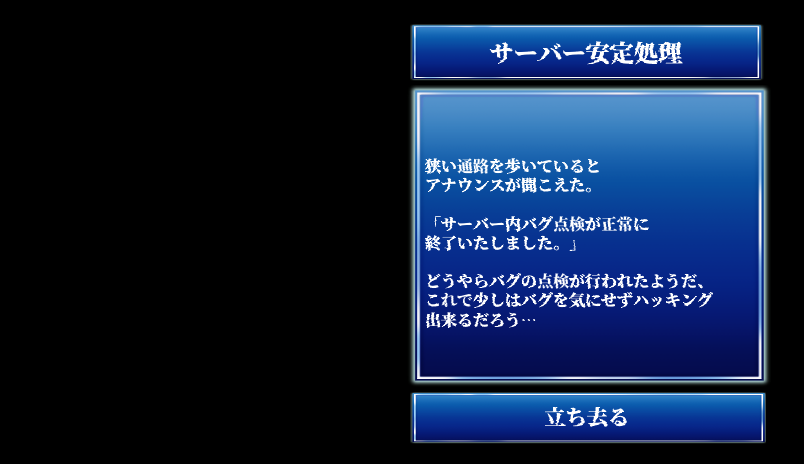 サーバー安定処理
狭い通路を歩いていると
アナウンスが聞こえた。
「サーバー内バグ点検が正常に
終了いたしました。」
どうやらバグの点検が行われたようだ、
これで少しはバグを気にせずハッキング
出来るだろう…
立ち去る